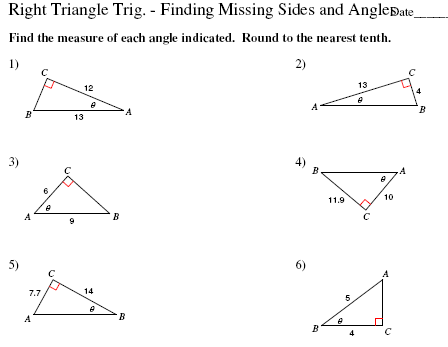 Right Triangle Trig. - Finding Missing Sides and Angles
Date
Find the measure of each angle indicated. Round to the nearest tenth.
1)
C
12
θ
B
13
A
2)
C
13
4
θ
A
B
3)
C
6
θ
A
9
B
4)
B
A
θ
11.9
10
C
5)
C
7.7
14
θ
A
B
6)
A
5
θ
B
4
C